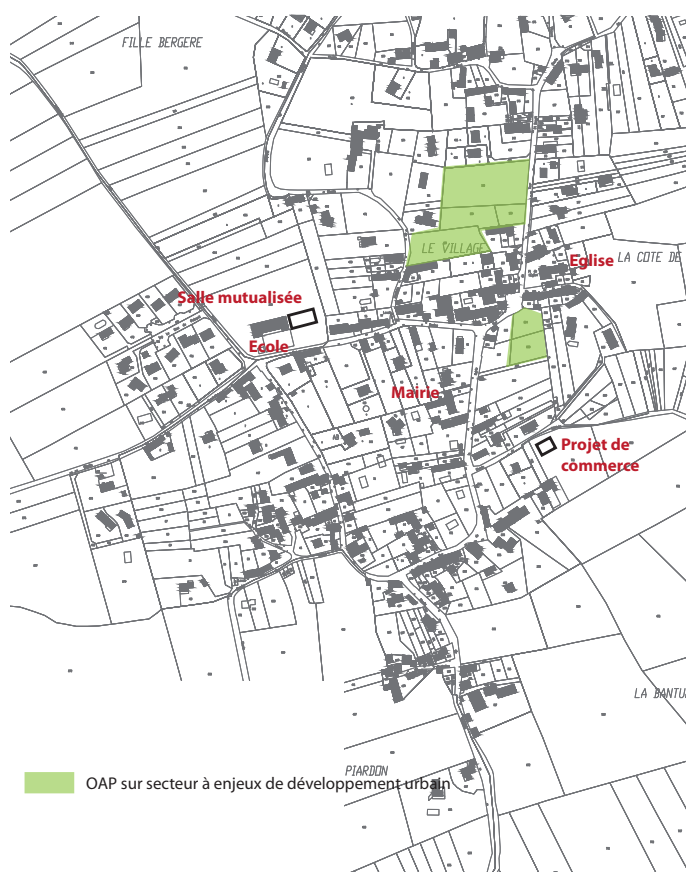 FILLE BERGERE
LE VILLAGE
Eglise
LA COTE DE
Salle mutualisée
Ecole
Mairie
Projet de
commerce
LA BANTU
PIARDON
OAP sur secteur à enjeux de développement urbain